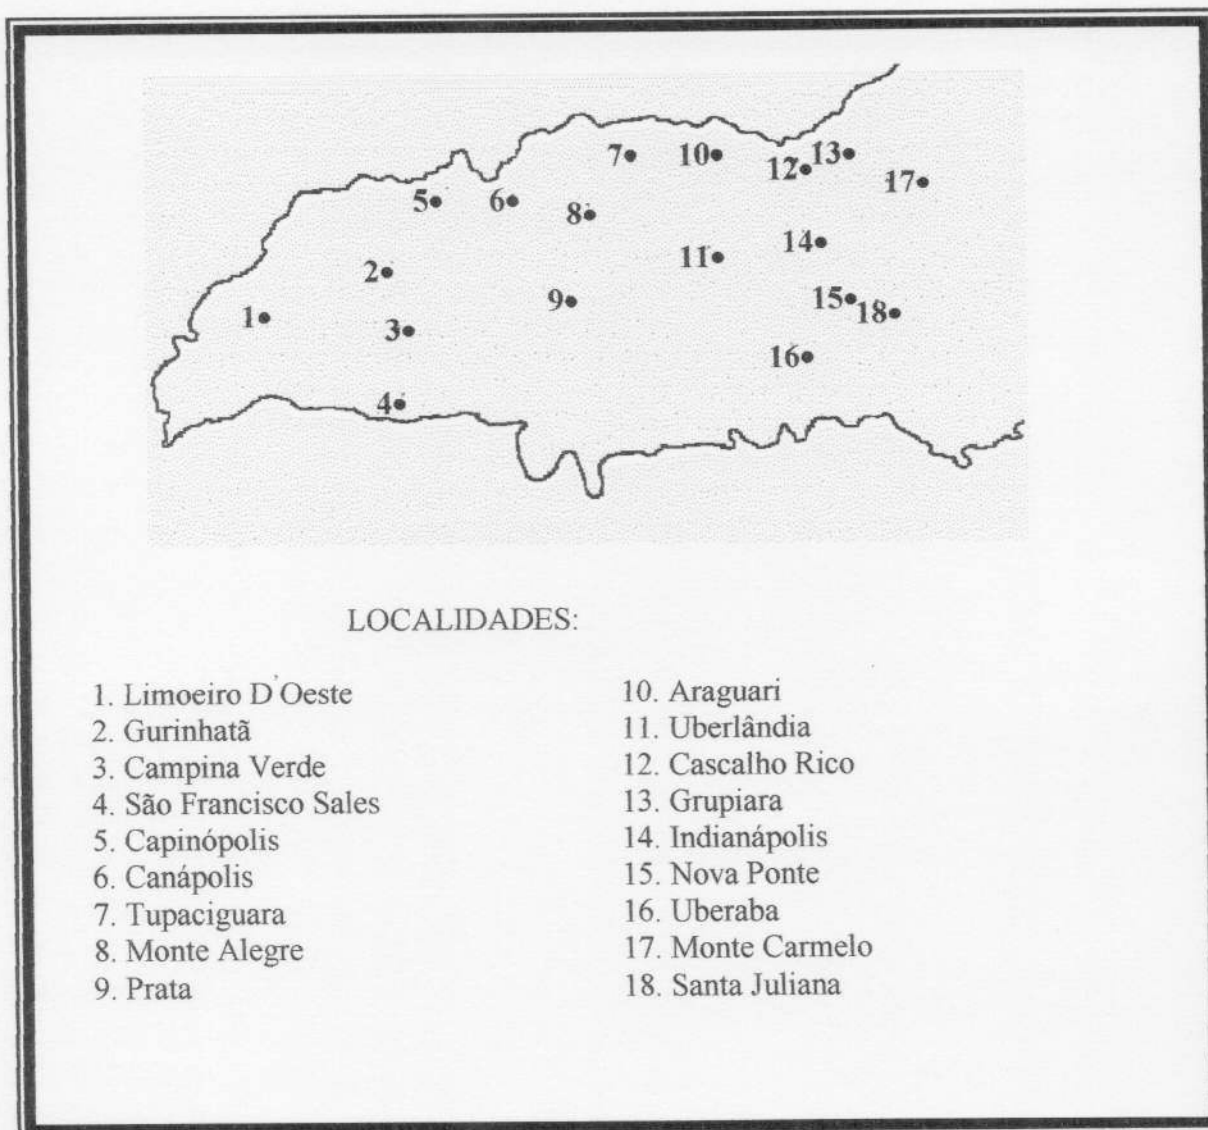 7
10
12
13
17
5
6
8
14
11
2
9
15
18
1
3
16
4
LOCALIDADES:
1. Limoeiro D'Oeste
2. Gurinhatã
3. Campina Verde
4. São Francisco Sales
5. Capinópolis
6. Canápolis
7. Tupaciguara
8. Monte Alegre
9. Prata
10. Araguari
11. Uberlândia
12. Cascalho Rico
13. Grupiara
14. Indianápolis
15. Nova Ponte
16. Uberaba
17. Monte Carmelo
18. Santa Juliana